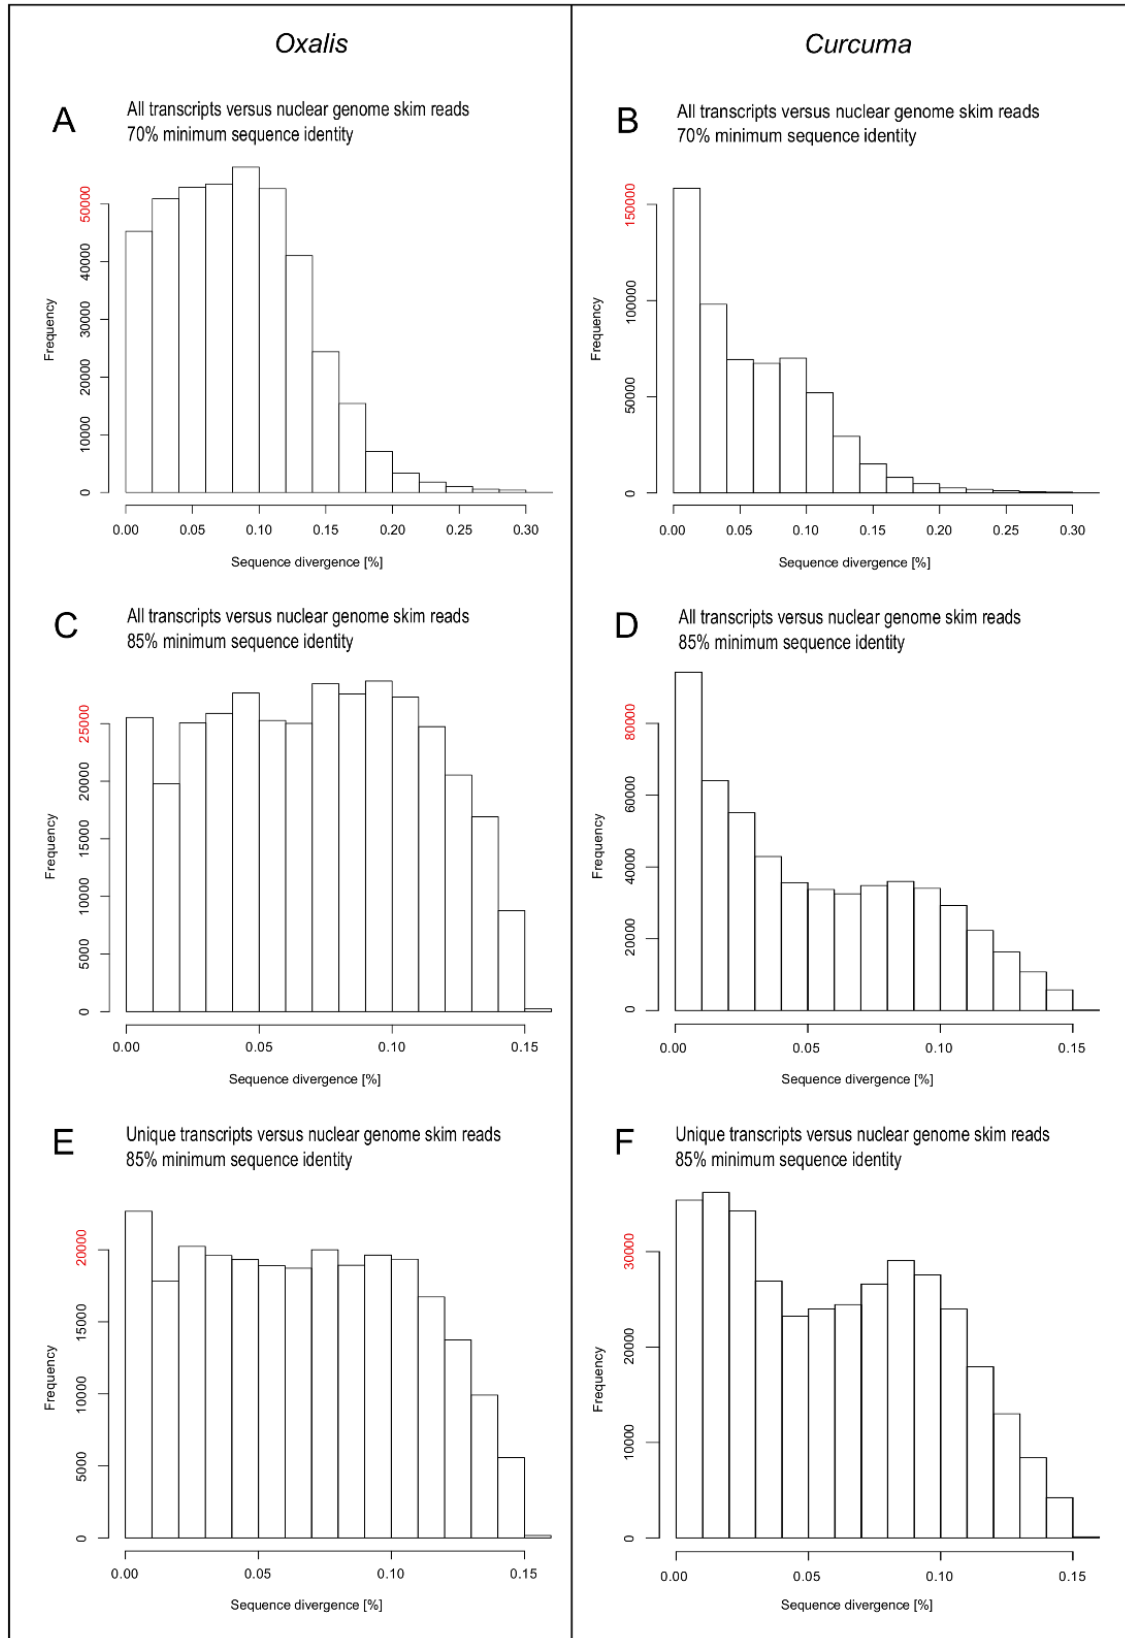 Oxalis
Curcuma
A
All transcripts versus nuclear genome skim reads
70% minimum sequence identity
Frequency
50000
40000
30000
20000
10000
0
0.00 0.05 0.10 0.15 0.20 0.25 0.30
Sequence divergence [%]
B
All transcripts versus nuclear genome skim reads
70% minimum sequence identity
Frequency
150000
100000
50000
0
0.00 0.05 0.10 0.15 0.20 0.25 0.30
Sequence divergence [%]
C
All transcripts versus nuclear genome skim reads
85% minimum sequence identity
Frequency
25000
20000
15000
10000
5000
0
0.00 0.05 0.10 0.15
Sequence divergence [%]
D
All transcripts versus nuclear genome skim reads
85% minimum sequence identity
Frequency
80000
60000
40000
20000
0
0.00 0.05 0.10 0.15
Sequence divergence [%]
E
Unique transcripts versus nuclear genome skim reads
85% minimum sequence identity
Frequency
20000
15000
10000
5000
0
0.00 0.05 0.10 0.15
Sequence divergence [%]
F
Unique transcripts versus nuclear genome skim reads
85% minimum sequence identity
Frequency
30000
20000
10000
0
0.00 0.05 0.10 0.15
Sequence divergence [%]